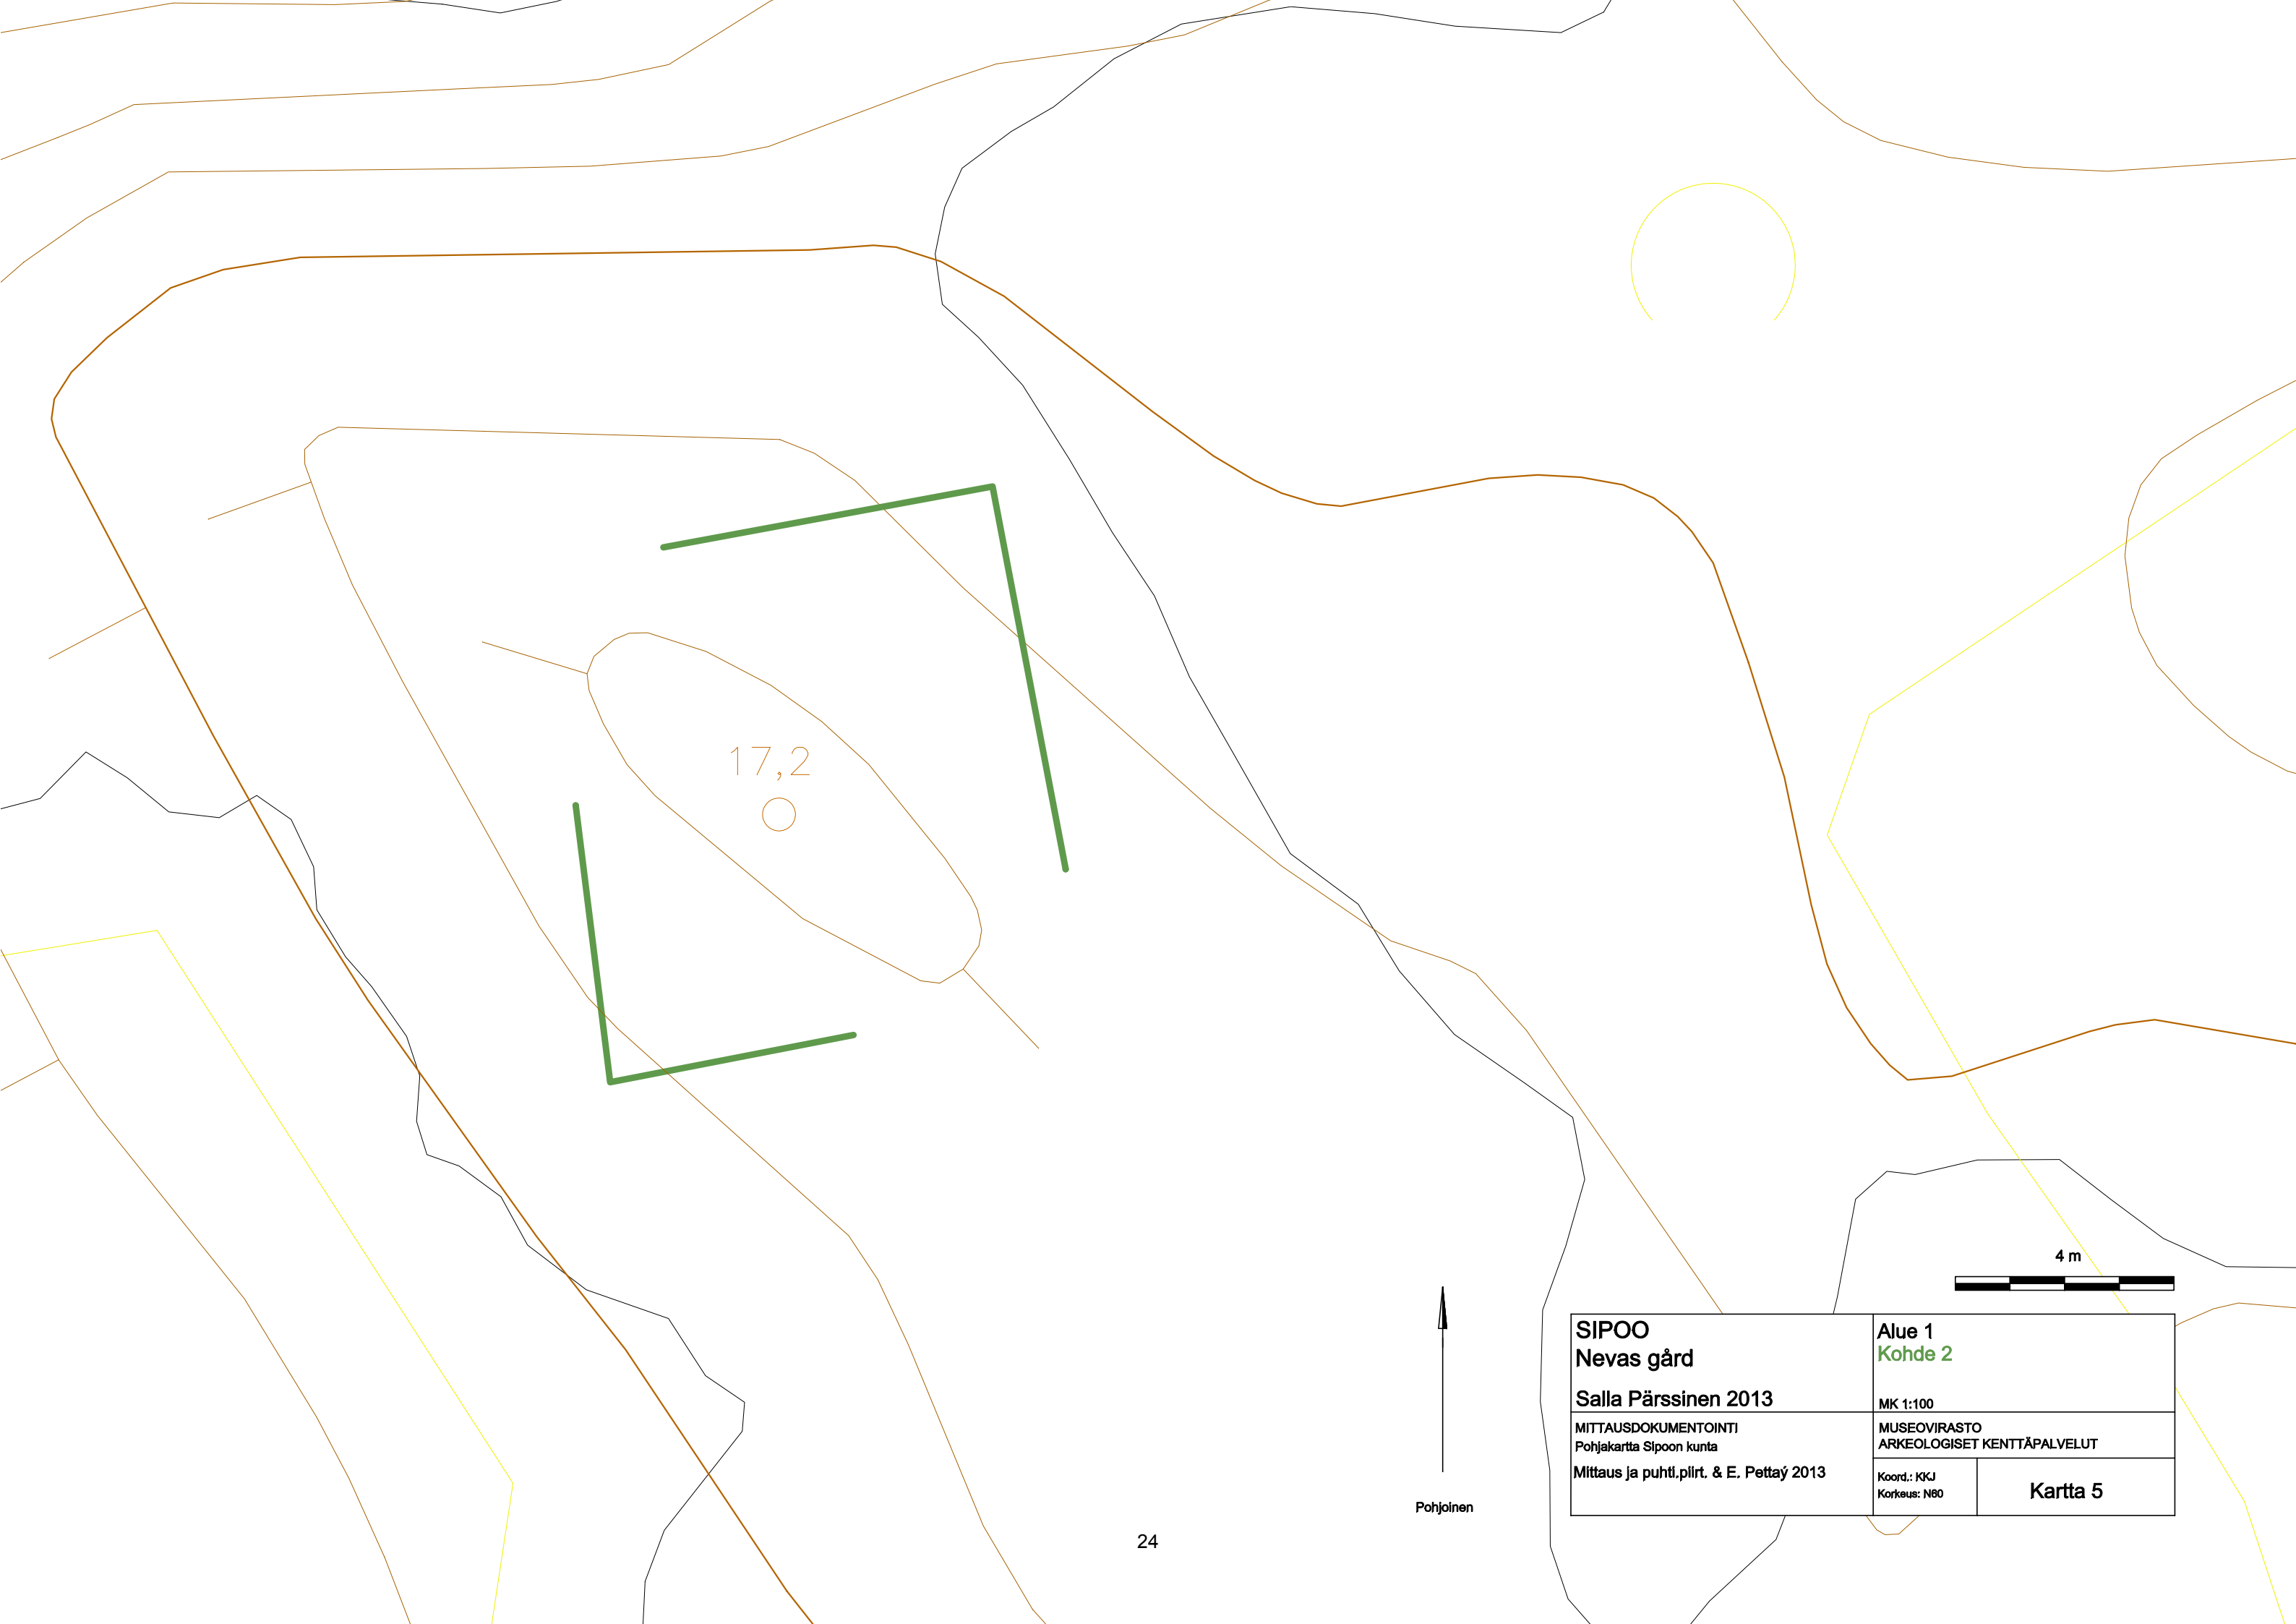 17,2
4 m
SIPOO
Nevas gård
Salla Pärssinen 2013
Alue 1
Kohde 2
MK 1:100
MITTAUSDOKUMENTOINTI
Pohjakartta Sipoon kunta
Mittaus ja puhti.piirt. & E. Pettaý 2013
MUSEOVIRASTO
ARKEOLOGISET KENTTÄPALVELUT
Koord.: KKJ
Korkeus: N60
Kartta 5
Pohjoinen
24